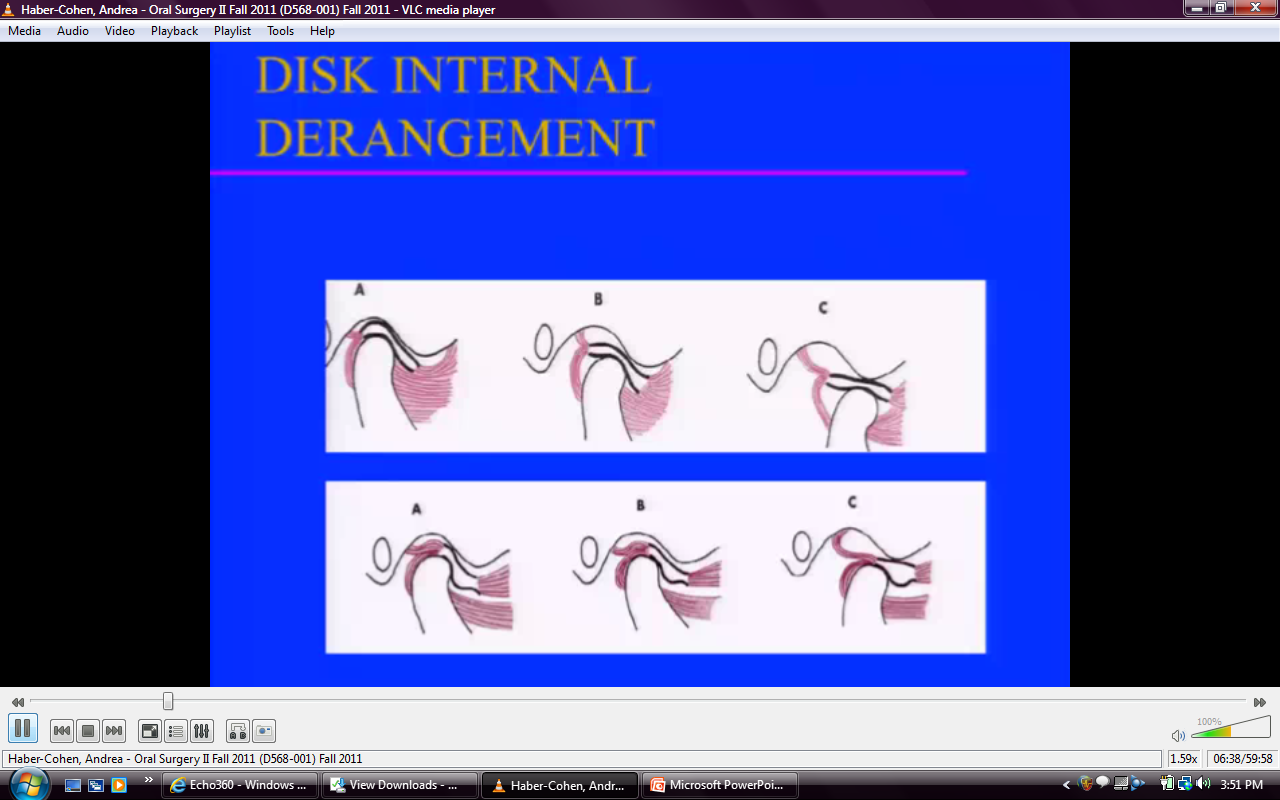 Haber-Cohen, Andrea - Oral Surgery II Fall 2011 (D568-001) Fall 2011 - VLC media player
Media Audio Video Playback Playlist Tools Help
DISK INTERNAL
DERANGEMENT
A B C
A B C
100%
Haber-Cohen, Andrea - Oral Surgery II Fall 2011 (D568-001) Fall 2011 1.59x 06:38/59:58
Echo360 - Windows ... View Downloads - ... Haber-Cohen, Andr... Microsoft PowerPoi... 3:51 PM